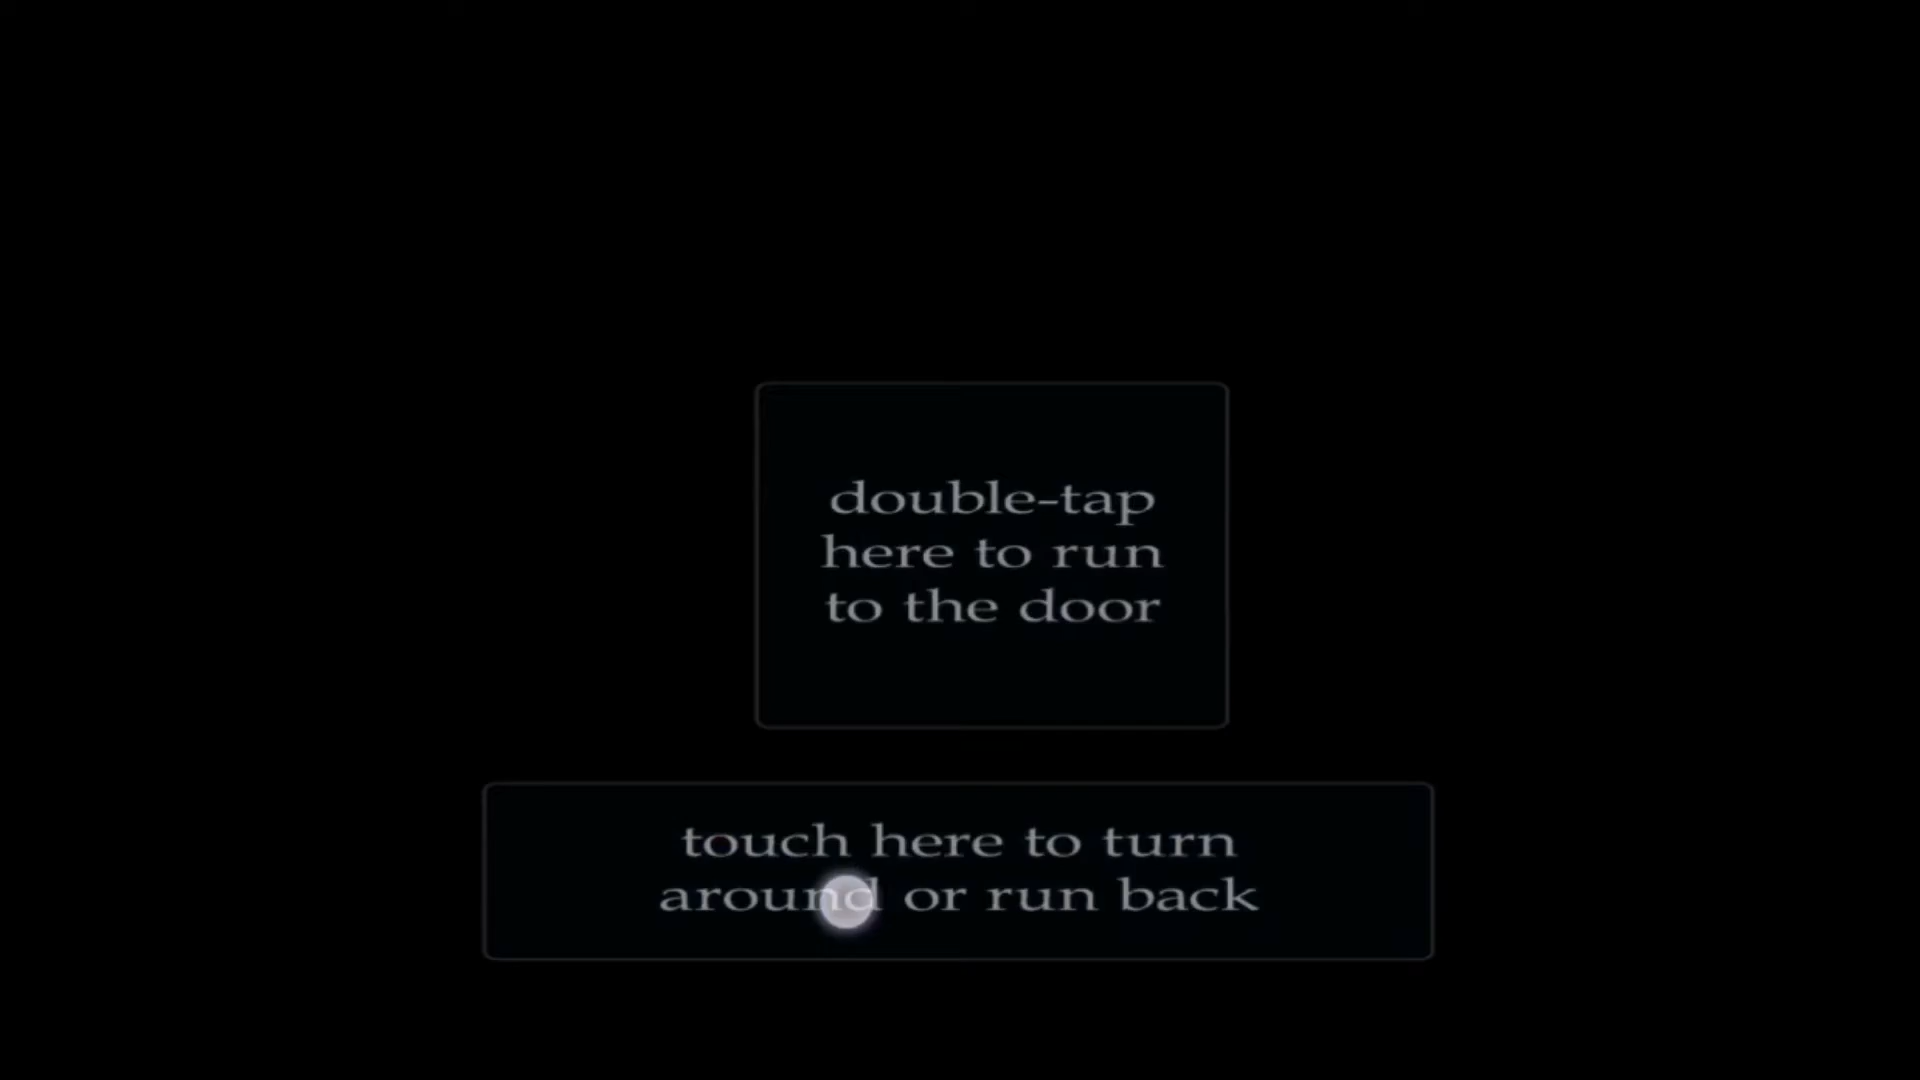 double-tap
here to run
to the door
touch here to turn
around or run back